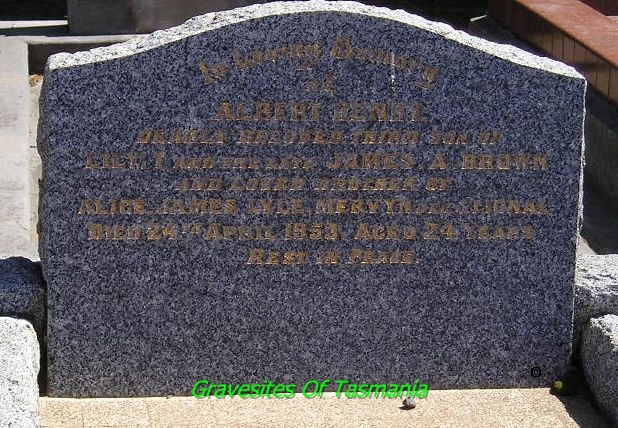 In Loving Memory
OF
ALBERT HENRY,
DEARLY BELOVED THIRD SON OF
LILY. T AND THE LATE JAMES. A. BROWN
AND LOVED BROTHER OF
ALICE, JAMES, LYLE, MERVYN
DIED 24TH APRIL, 1953, AGED 24 YEARS
REST IN PEACE.
©
Gravesites Of Tasmania